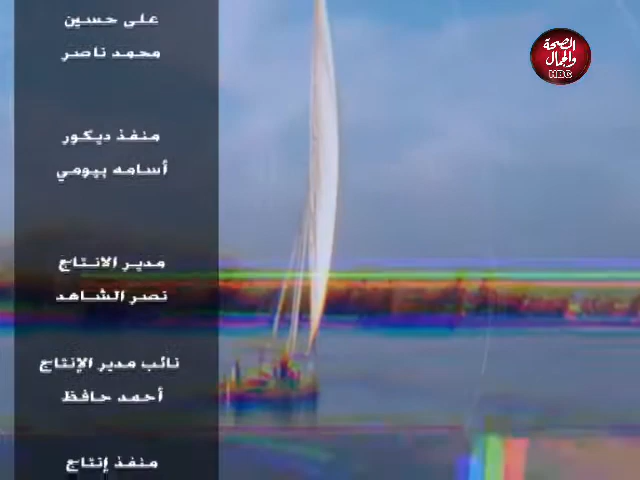 على حسين
محمد ناصر
منفذ ديكور
أسامه بيومي
مدير الانتاج
نصر الشاهد
نائب مدير الإنتاج
أحمد حافظ
منفذ إنتاج
الصحة
والجمال
HBC